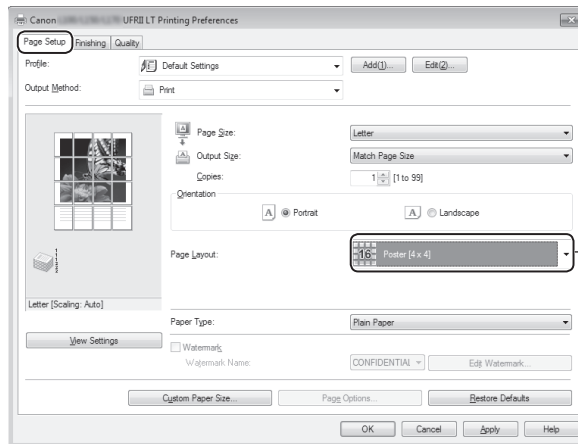 Canon UFRII LT Printing Preferences
Page Setup Finishing Quality
Profile: Default Settings Add(1)... Edit(2)...
Output Method: Print
Page Size: Letter
Output Size: Match Page Size
Copies: 1 [1 to 99]
Orientation
A Portrait A Landscape
Page Layout: 16 Poster [4 x 4]
Letter [Scaling: Auto]
Paper Type: Plain Paper
View Settings
Watermark
Watermark Name: CONFIDENTIAL Edit Watermark...
Custom Paper Size... Page Options... Restore Defaults
OK Cancel Apply Help